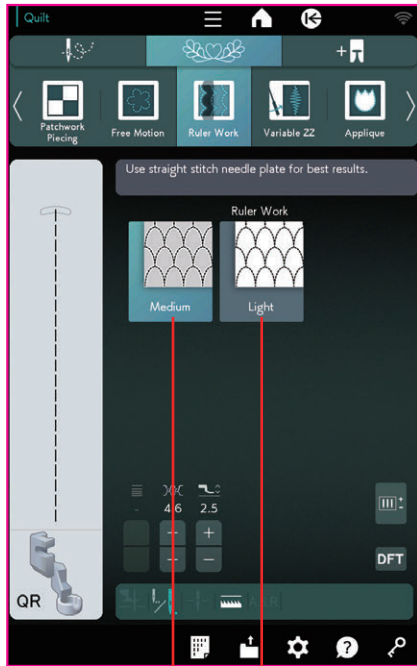 Quilt
Patchwork
Piecing
Free Motion
Ruler Work
Variable ZZ
Applique
Use straight stitch needle plate for best results.
Ruler Work
Medium
Light
-
4.6
2.5
+
-
-
DFT
QR